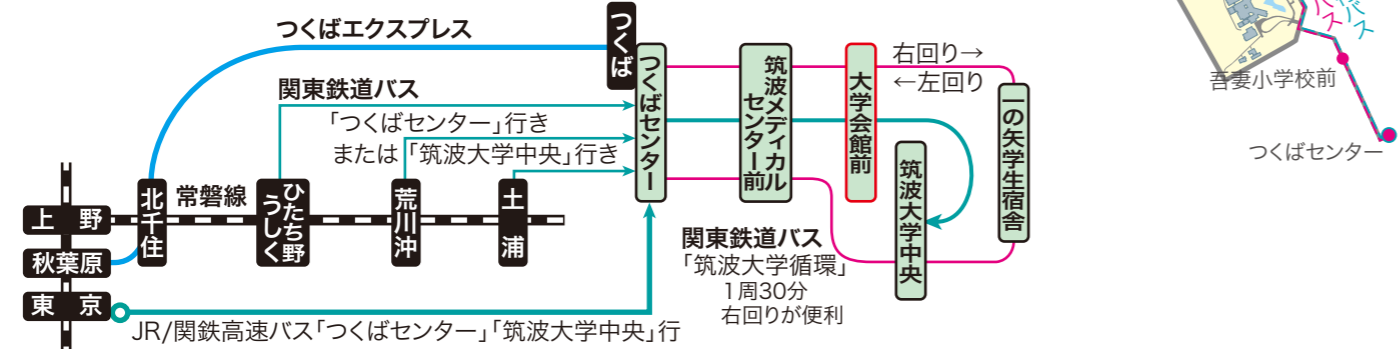 つくばエクスプレス
つくば
関東鉄道バス
「つくばセンター」行き
または「筑波大学中央」行き
つくばセンター
筑波メディカル
センター前
大学会館前
右回り→
←左回り
一の矢学生宿舎
筑波大学中央
上野
秋葉原
東京
北千住
常磐線
ひたち野
うしく
荒川沖
土浦
関東鉄道バス
「筑波大学循環」
1周30分
右回りが便利
JR/関鉄高速バス「つくばセンター」「筑波大学中央」行
バス
バス
吾妻小学校前
つくばセンター